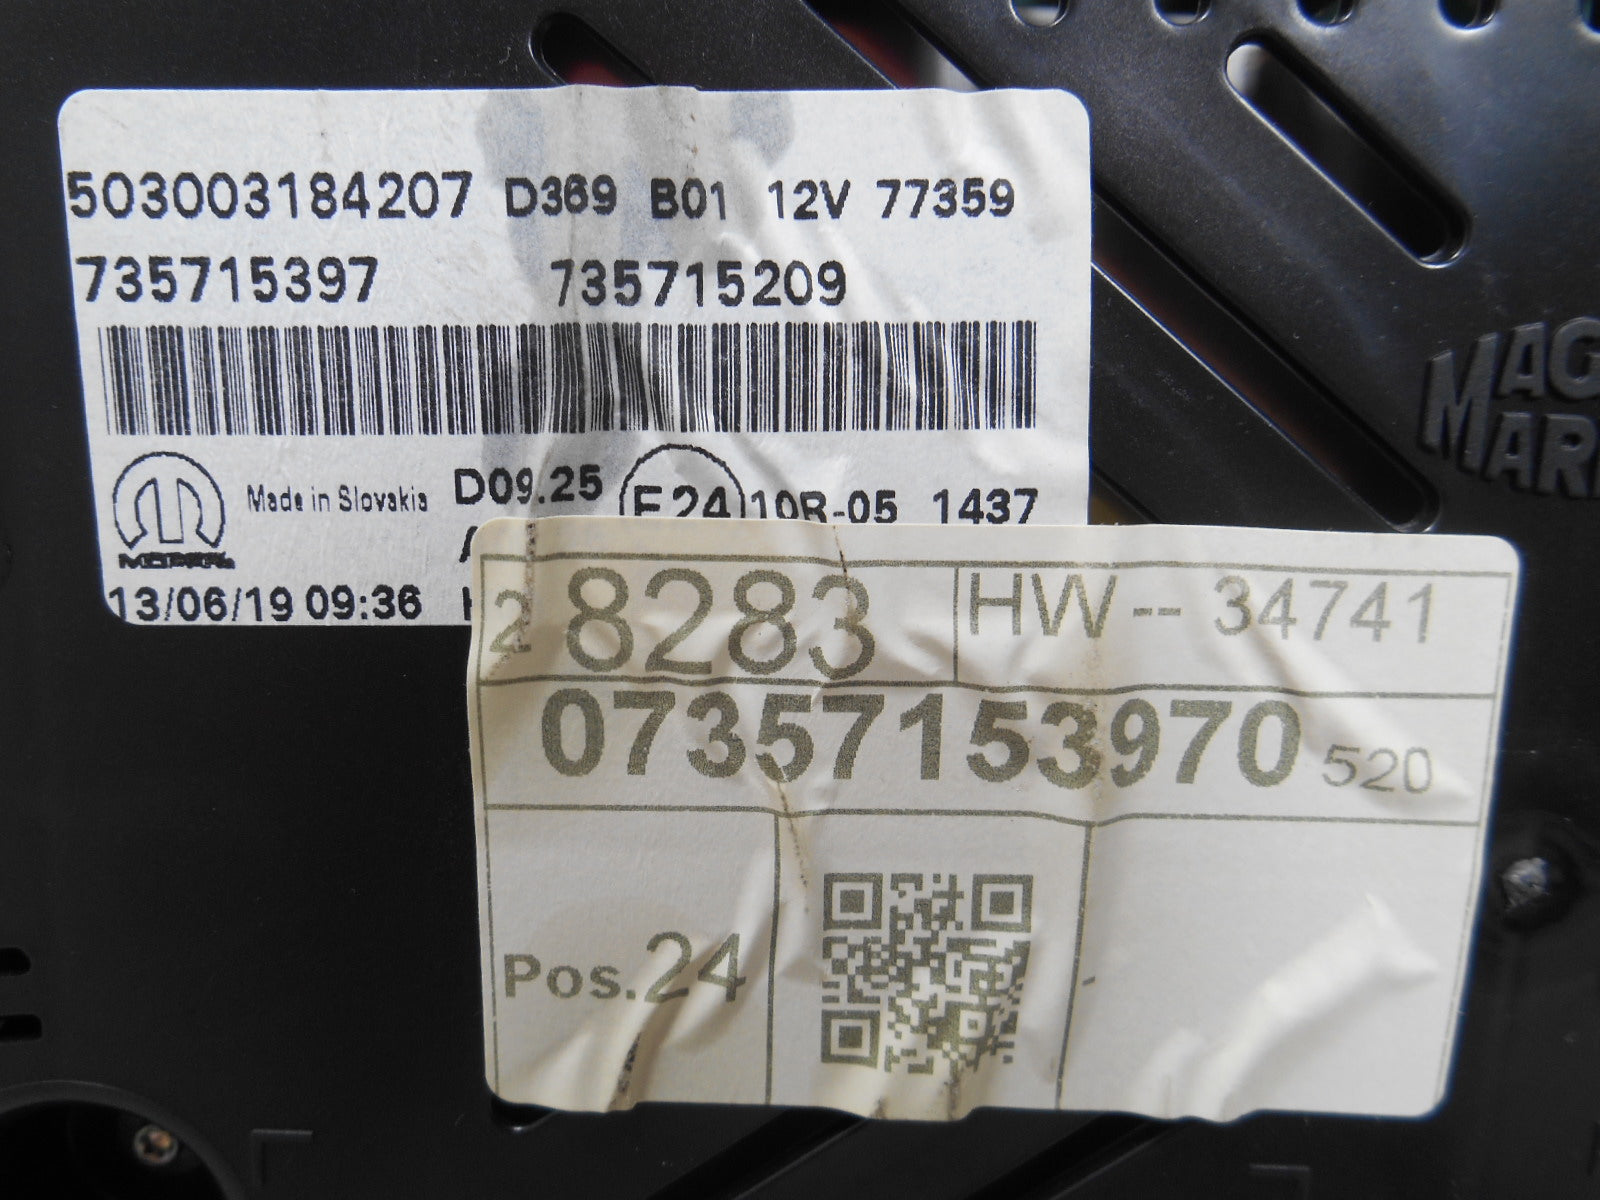 503003184207 D369 B01 12V 77359
735715397 735715209
MAG
MAR
Made in Slovakia D09.25 E24 10R-05 1437
MOPAR
13/06/19 09:36
2 8283 HW-- 34741
07357153970 520
Pos.24 -